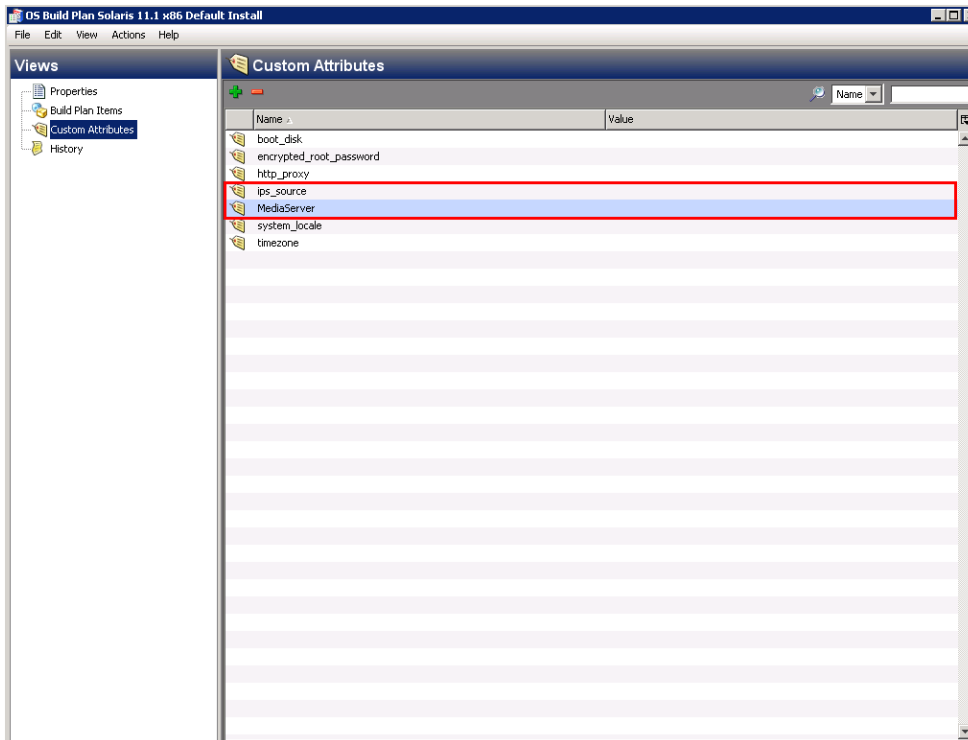 OS Build Plan Solaris 11.1 x86 Default Install
File Edit View Actions Help
Views
Properties
Build Plan Items
Custom Attributes
History
Custom Attributes
Name
Name Value
boot_disk
encrypted_root_password
http_proxy
ips_source
MediaServer
system_locale
timezone